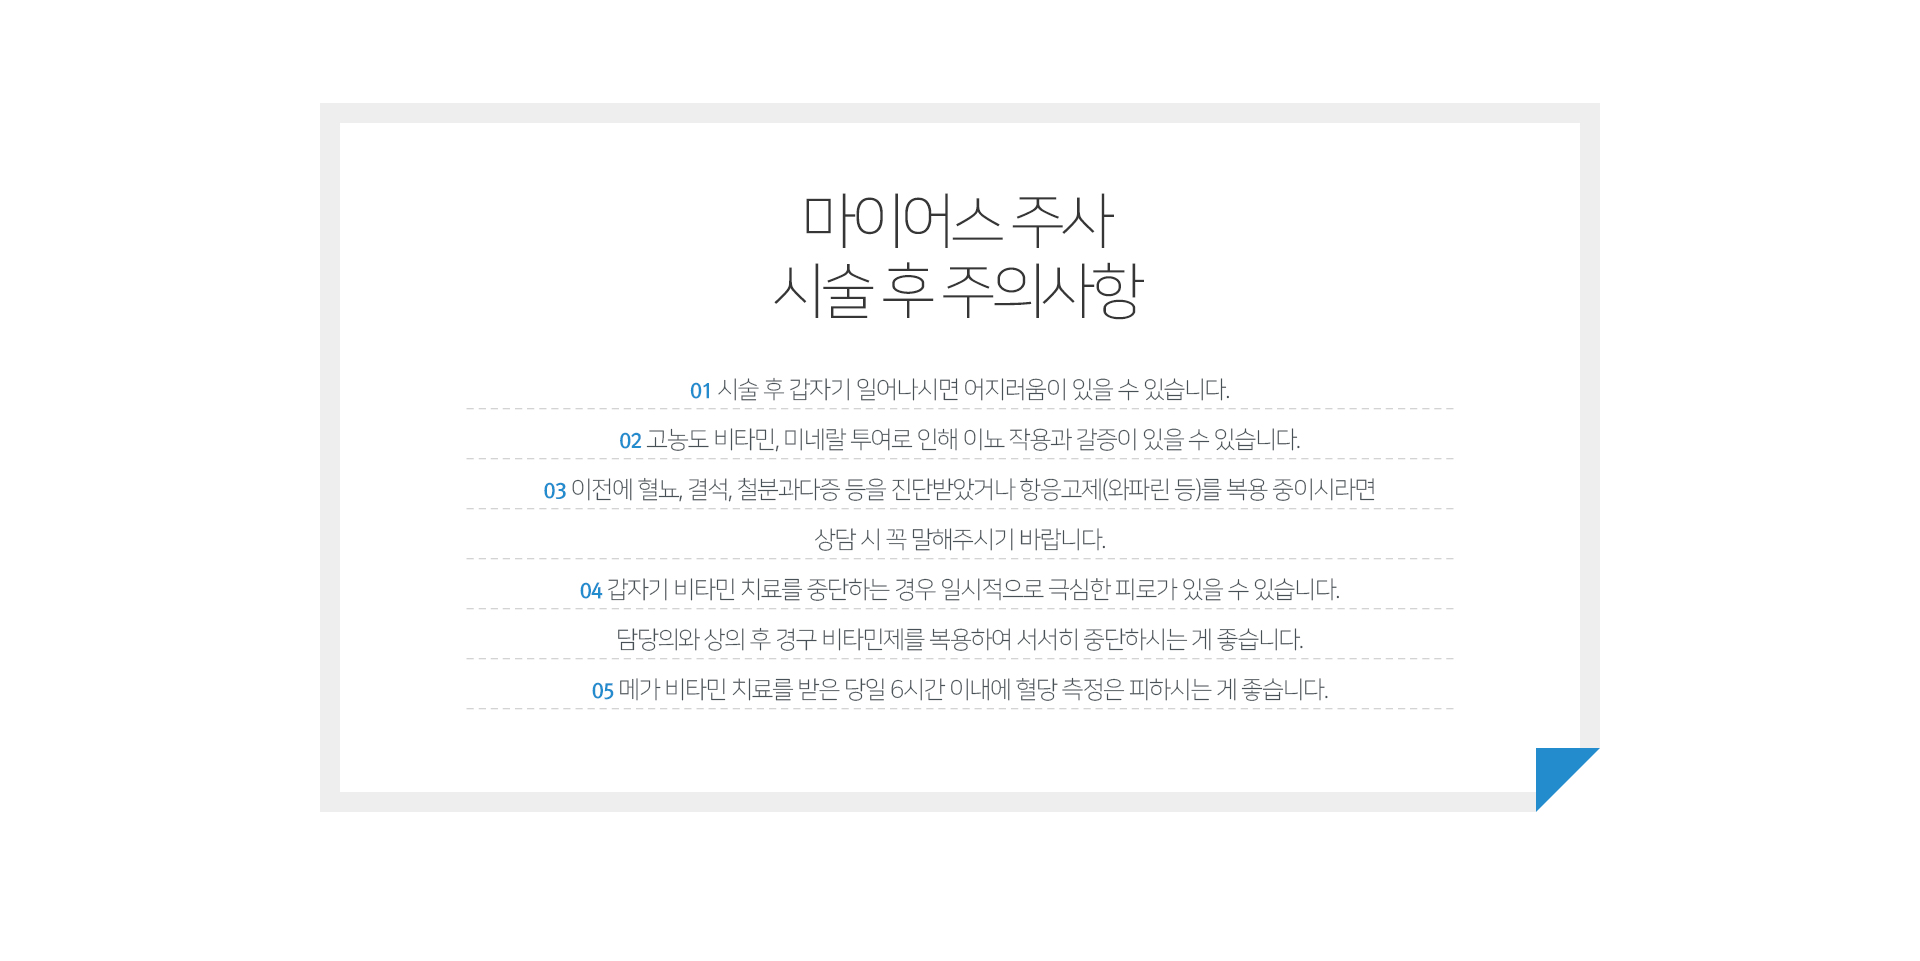 마이어스 주사
시술 후 주의사항
01 시술 후 갑자기 일어나시면 어지러움이 있을 수 있습니다.
02 고농도 비타민, 미네랄 투여로 인해 이뇨 작용과 갈증이 있을 수 있습니다.
03 이전에 혈뇨, 결석, 철분과다증 등을 진단받았거나 항응고제(와파린 등)를 복용 중이시라면
상담 시 꼭 말해주시기 바랍니다.
04 갑자기 비타민 치료를 중단하는 경우 일시적으로 극심한 피로가 있을 수 있습니다.
담당의와 상의 후 경구 비타민제를 복용하여 서서히 중단하시는 게 좋습니다.
05 메가 비타민 치료를 받은 당일 6시간 이내에 혈당 측정은 피하시는 게 좋습니다.